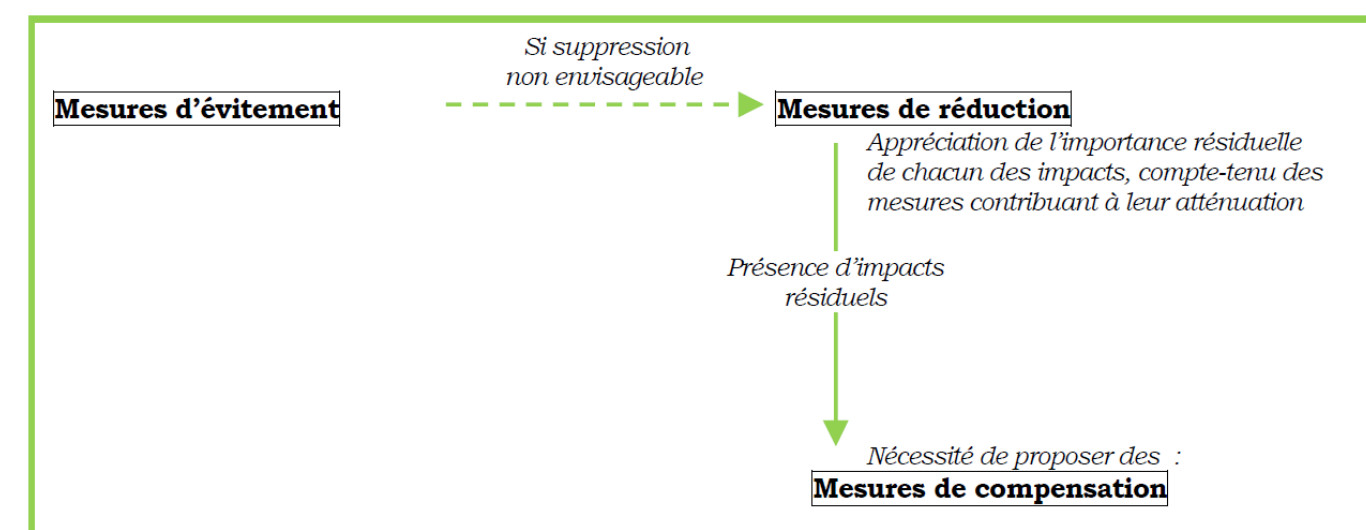 Si suppression
non envisageable
Mesures d’évitement
Mesures de réduction
Appréciation de l’importance résiduelle
de chacun des impacts, compte-tenu des
mesures contribuant à leur atténuation
Présence d’impacts
résiduels
Nécessité de proposer des :
Mesures de compensation